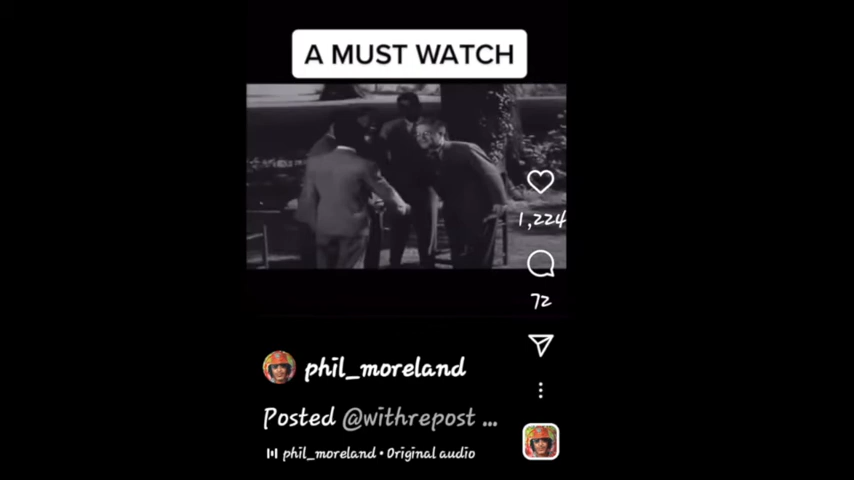 A MUST WATCH
1,224
72
phil_moreland
Posted @withrepost ...
phil_moreland • Original audio